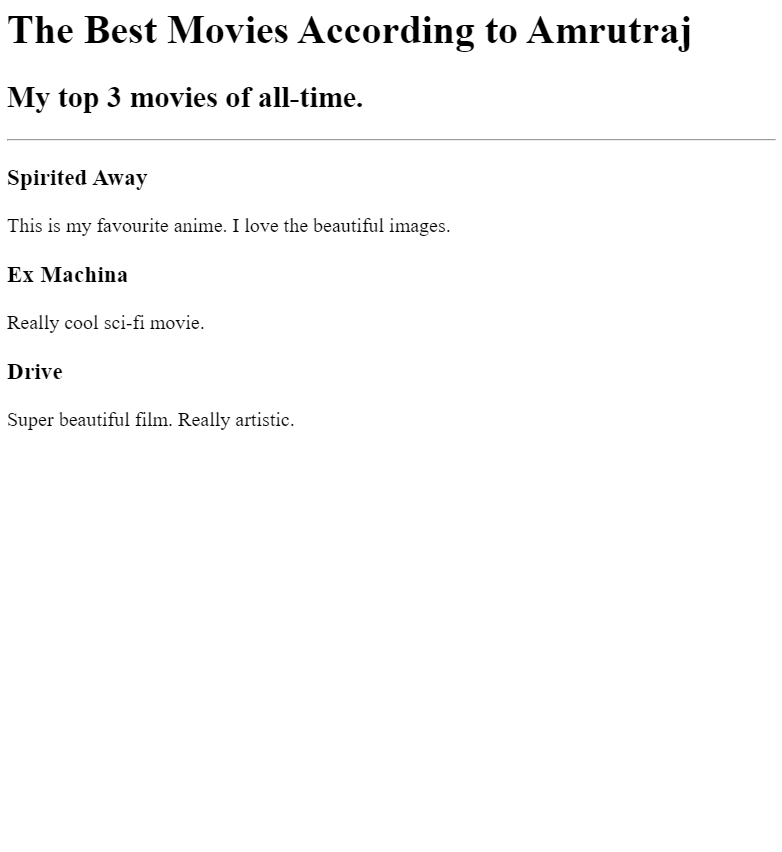 The Best Movies According to Amrutraj
My top 3 movies of all-time.
Spirited Away
This is my favourite anime. I love the beautiful images.
Ex Machina
Really cool sci-fi movie.
Drive
Super beautiful film. Really artistic.